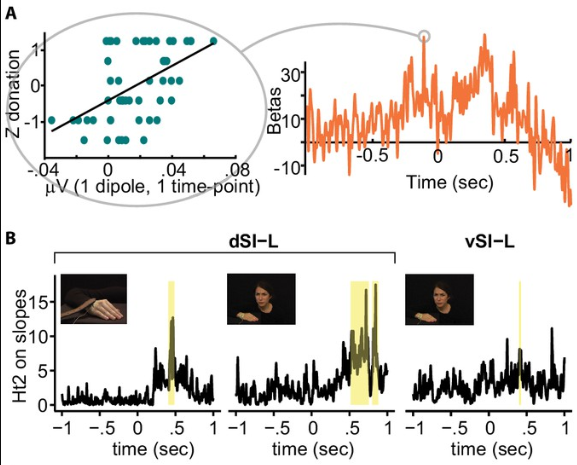 A
Z donation
1
0
-1
-.04
0
.04
.08
μV (1 dipole, 1 time-point)
Betas
30
10
-10
-0.5
0
0.5
1
Time (sec)
B
dSI-L
vSI-L
Ht2 on slopes
15
10
5
0
-1
-.5
0
.5
1
time (sec)
-1
-.5
0
.5
1
time (sec)
-1
-.5
0
.5
1
time (sec)